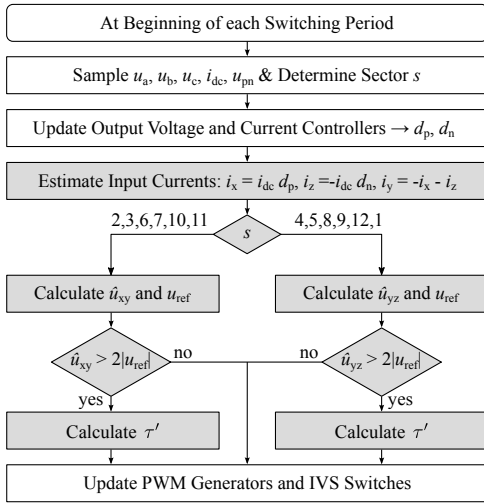 At Beginning of each Switching Period
Sample u_a, u_b, u_c, i_dc, u_pn & Determine Sector s
Update Output Voltage and Current Controllers → d_p, d_n
Estimate Input Currents: i_x = i_dc d_p, i_z =-i_dc d_n, i_y = -i_x - i_z
2,3,6,7,10,11
4,5,8,9,12,1
s
Calculate û_xy and u_ref
Calculate û_yz and u_ref
û_xy > 2|u_ref|
no
no
û_yz > 2|u_ref|
yes
yes
Calculate τ′
Calculate τ′
Update PWM Generators and IVS Switches